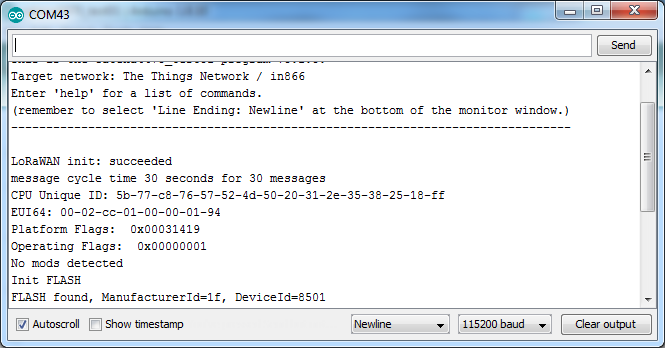 COM43
Send
Target network: The Things Network / in866
Enter 'help' for a list of commands.
(remember to select 'Line Ending: Newline' at the bottom of the monitor window.)
--------------------------------------------------------------------------------
LoRaWAN init: succeeded
message cycle time 30 seconds for 30 messages
CPU Unique ID: 5b-77-c8-76-57-52-4d-50-20-31-2e-35-38-25-18-ff
EUI64: 00-02-cc-01-00-00-01-94
Platform Flags:  0x00031419
Operating Flags:  0x00000001
No mods detected
Init FLASH
FLASH found, ManufacturerId=1f, DeviceId=8501
Autoscroll Show timestamp Newline 115200 baud Clear output